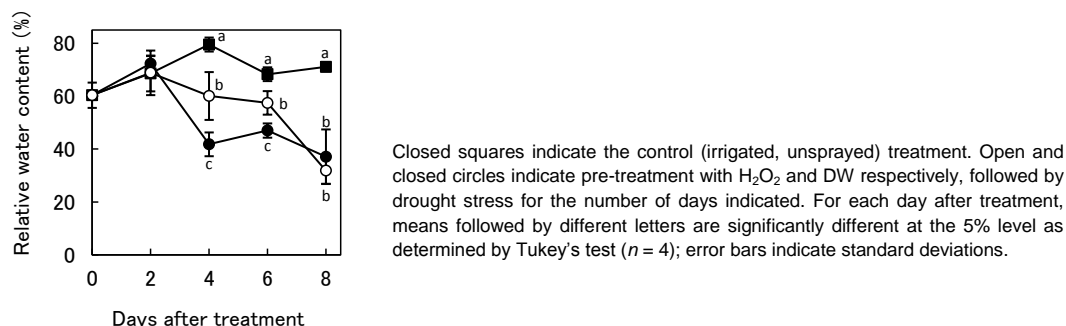 Relative water content (%)
80
60
40
20
0
a
a
a
b
b
b
c
c
b
0 2 4 6 8
Days after treatment
Closed squares indicate the control (irrigated, unsprayed) treatment. Open and
closed circles indicate pre-treatment with H₂O₂ and DW respectively, followed by
drought stress for the number of days indicated. For each day after treatment,
means followed by different letters are significantly different at the 5% level as
determined by Tukey's test (n = 4); error bars indicate standard deviations.